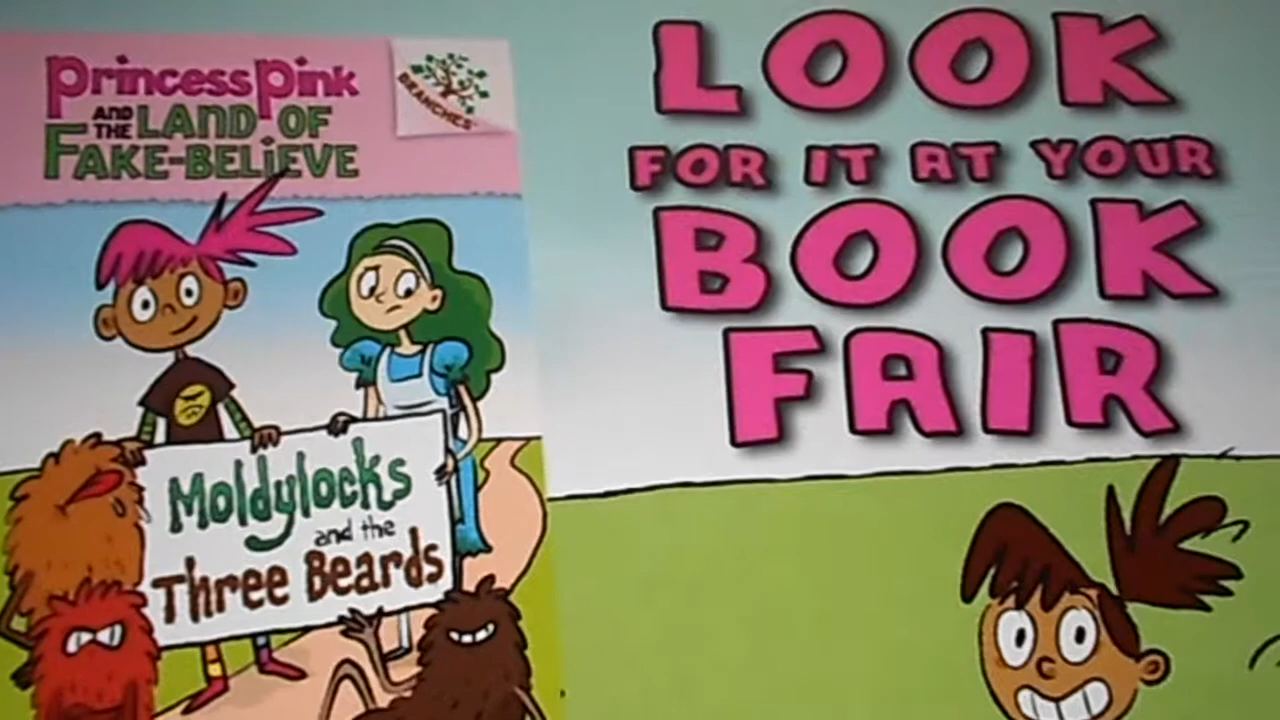 Princess Pink
AND THE LAND OF
FAKE-BELiEVE
BRANCHES
Moldylocks
and the
Three Beards
LOOK
FOR IT AT YOUR
BOOK
FAIR